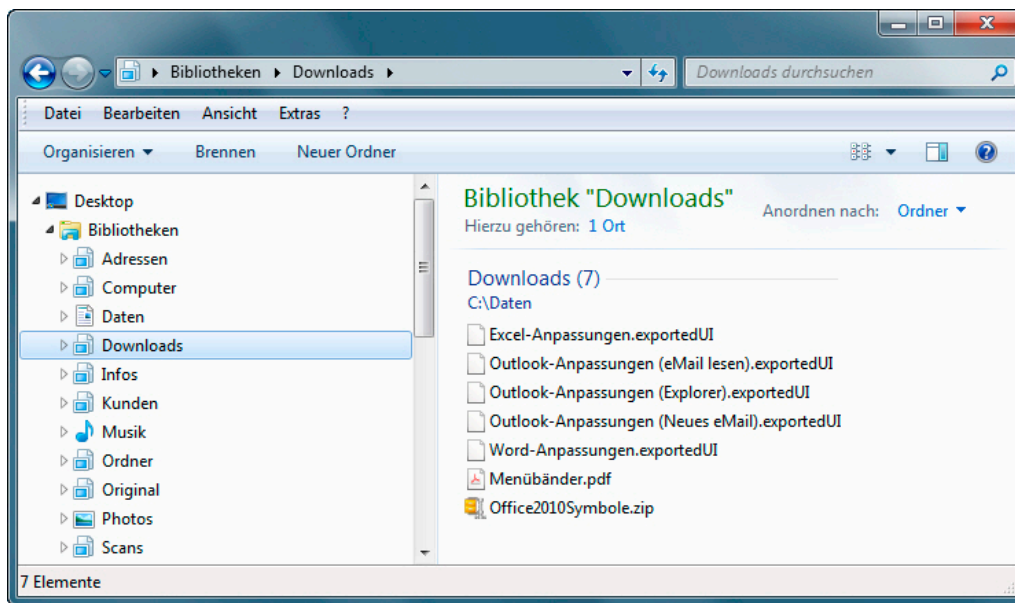 Bibliotheken Downloads
Downloads durchsuchen
Datei Bearbeiten Ansicht Extras ?
Organisieren Brennen Neuer Ordner
Desktop
Bibliotheken
Adressen
Computer
Daten
Downloads
Infos
Kunden
Musik
Ordner
Original
Photos
Scans
Bibliothek "Downloads"
Hierzu gehören: 1 Ort
Anordnen nach: Ordner
Downloads (7)
C:\Daten
Excel-Anpassungen.exportedUI
Outlook-Anpassungen (eMail lesen).exportedUI
Outlook-Anpassungen (Explorer).exportedUI
Outlook-Anpassungen (Neues eMail).exportedUI
Word-Anpassungen.exportedUI
Menübänder.pdf
Office2010Symbole.zip
7 Elemente